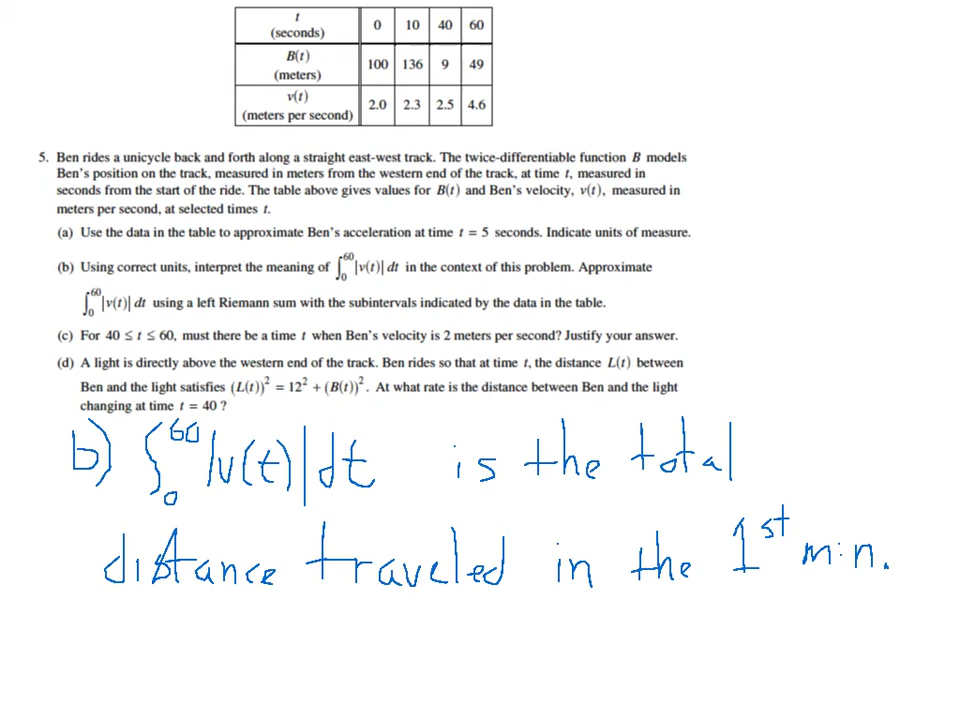 t
(seconds) 0 10 40 60
B(t)
(meters) 100 136 9 49
v(t)
(meters per second) 2.0 2.3 2.5 4.6
5. Ben rides a unicycle back and forth along a straight east-west track. The twice-differentiable function B models
Ben's position on the track, measured in meters from the western end of the track, at time t, measured in
seconds from the start of the ride. The table above gives values for B(t) and Ben's velocity, v(t), measured in
meters per second, at selected times t.
(a) Use the data in the table to approximate Ben's acceleration at time t = 5 seconds. Indicate units of measure.
(b) Using correct units, interpret the meaning of ∫₀⁶⁰ |v(t)| dt in the context of this problem. Approximate
∫₀⁶⁰ |v(t)| dt using a left Riemann sum with the subintervals indicated by the data in the table.
(c) For 40 ≤ t ≤ 60, must there be a time t when Ben's velocity is 2 meters per second? Justify your answer.
(d) A light is directly above the western end of the track. Ben rides so that at time t, the distance L(t) between
Ben and the light satisfies (L(t))² = 12² + (B(t))². At what rate is the distance between Ben and the light
changing at time t = 40 ?
b) ∫₀⁶⁰ |v(t)| dt is the total
distance traveled in the 1st min.